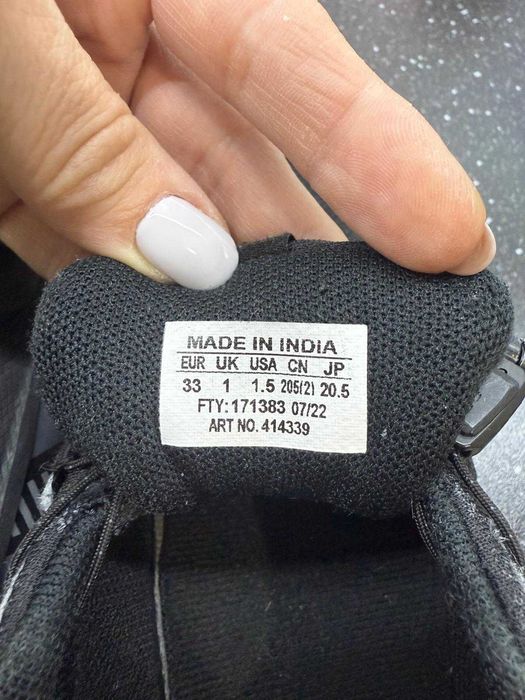 MADE IN INDIA
EUR UK USA CN JP
33 1 1.5 205(2) 20.5
FTY: 171383 07/22
ART NO. 414339